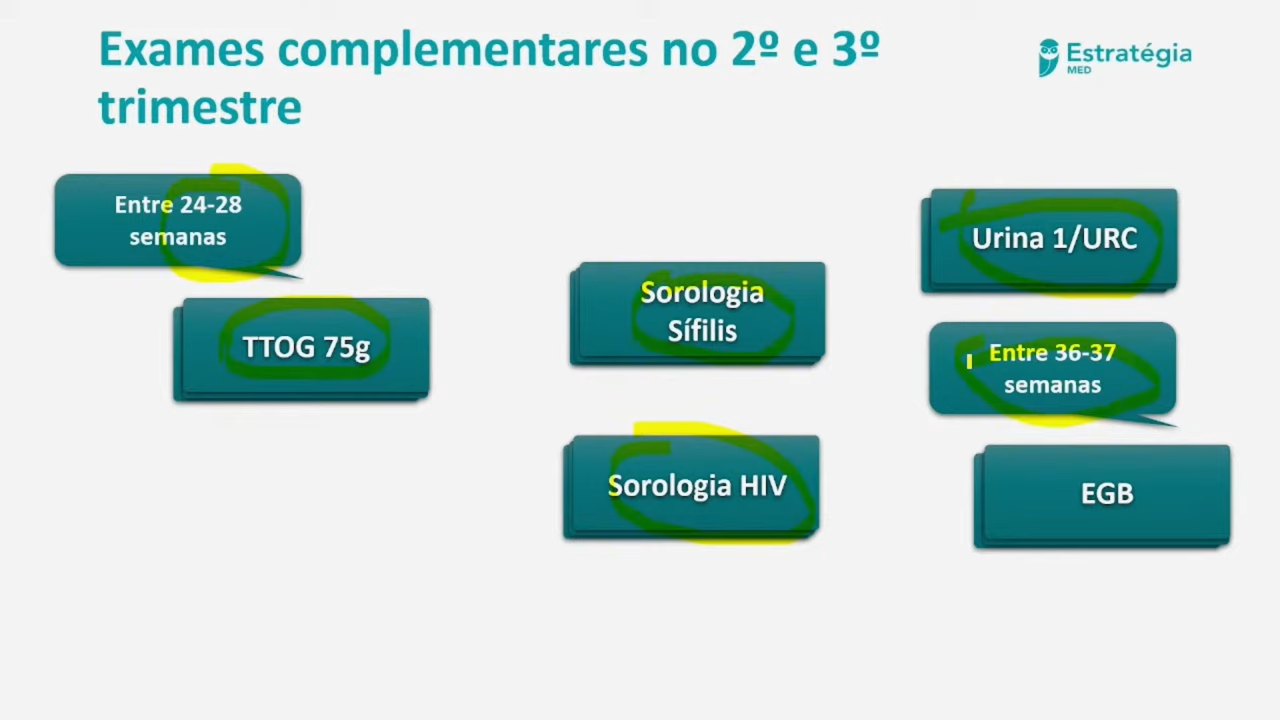 Exames complementares no 2º e 3º
trimestre
Estratégia
MED
Entre 24-28
semanas
TTOG 75g
Sorologia
Sífilis
Sorologia HIV
Urina 1/URC
Entre 36-37
semanas
EGB